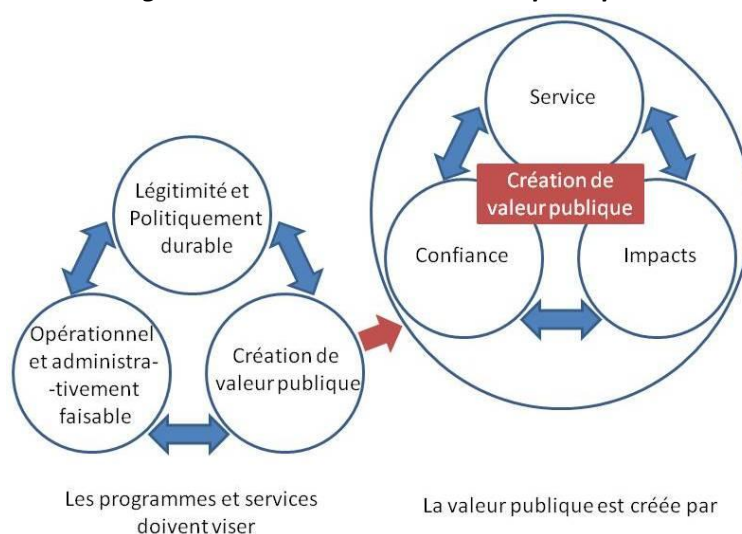 Service
Création de
valeur publique
Confiance
Impacts
Légitimité et
Politiquement
durable
Opérationnel
et administra-
-tivement
faisable
Création de
valeur publique
Les programmes et services
doivent viser
La valeur publique est créée par